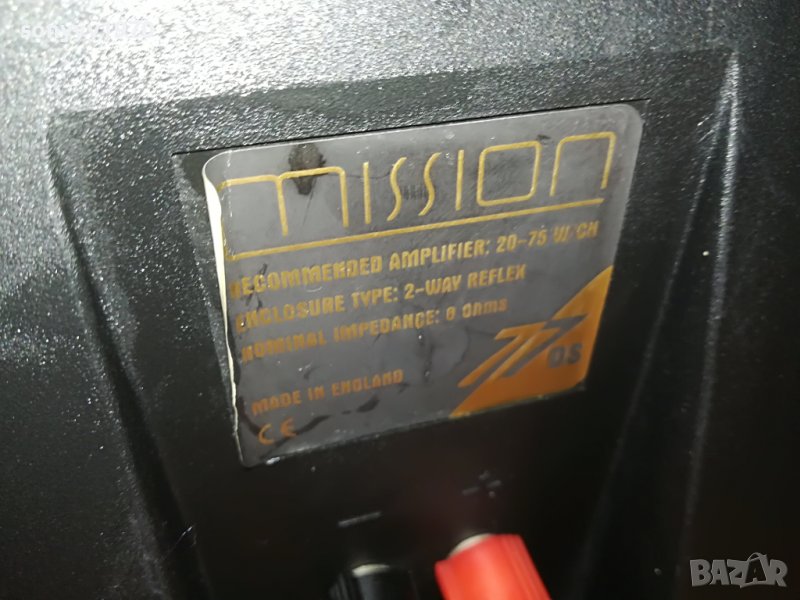 mission
RECOMMENDED AMPLIFIER: 20-75 W/CH
ENCLOSURE TYPE: 2-WAY REFLEX
NOMINAL IMPEDANCE: 8 Ohms
77
DS
MADE IN ENGLAND
CE
- +
BAZAR